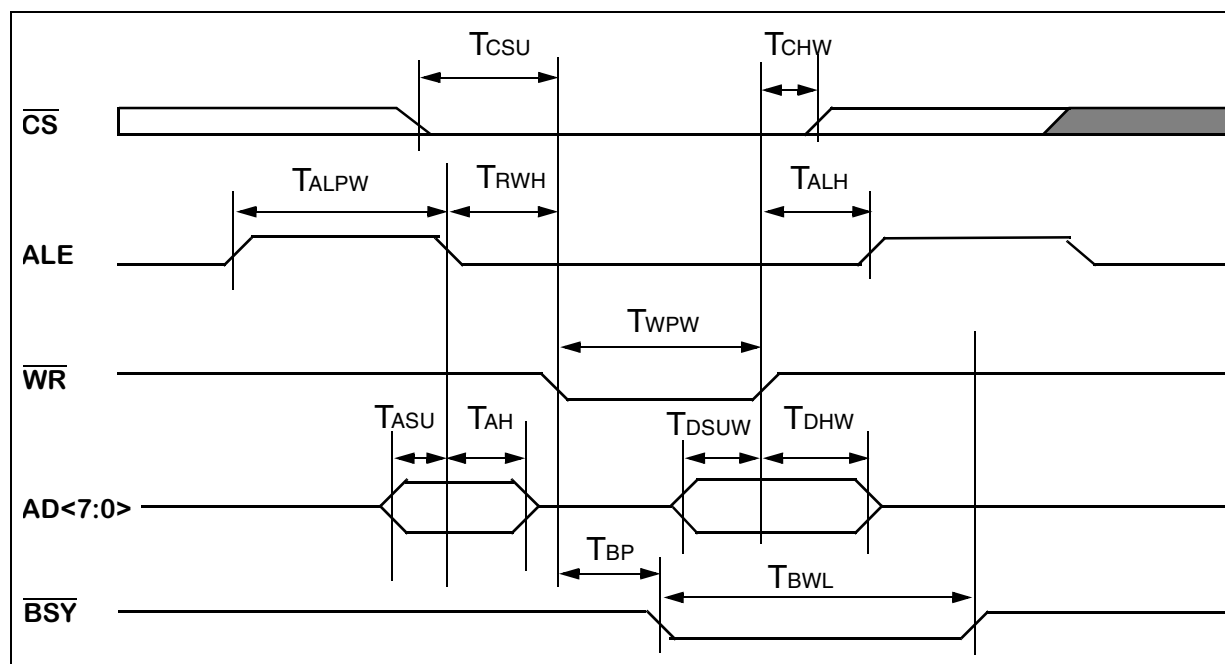 TCSU TCHW
CS
TALPW TRWH TALH
ALE
TWPW
WR
TASU TAH TDSUW TDHW
AD<7:0>
TBP TBWL
BSY